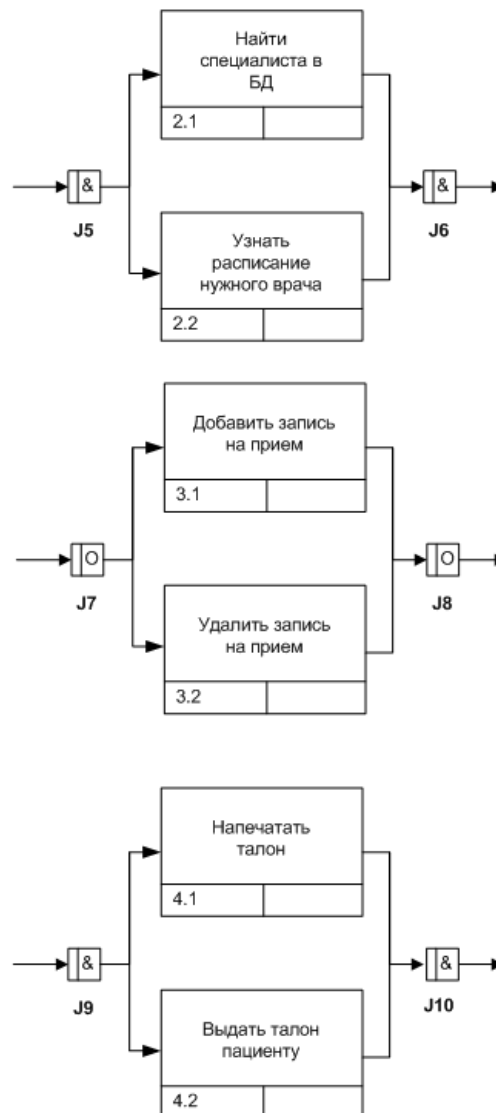 Найти
специалиста в
БД
2.1
&
&
J5
J6
Узнать
расписание
нужного врача
2.2
Добавить запись
на прием
3.1
O
O
J7
J8
Удалить запись
на прием
3.2
Напечатать
талон
4.1
&
&
J9
J10
Выдать талон
пациенту
4.2